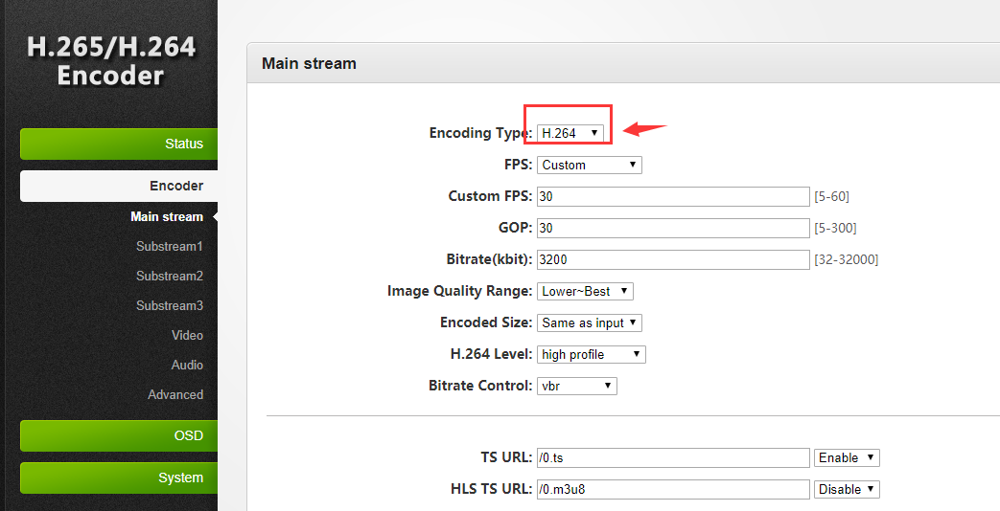 H.265/H.264
Encoder
Status
Encoder
Main stream
Substream1
Substream2
Substream3
Video
Audio
Advanced
OSD
System
Main stream
Encoding Type: H.264
FPS: Custom
Custom FPS: 30 [5-60]
GOP: 30 [5-300]
Bitrate(kbit): 3200 [32-32000]
Image Quality Range: Lower~Best
Encoded Size: Same as input
H.264 Level: high profile
Bitrate Control: vbr
TS URL: /0.ts Enable
HLS TS URL: /0.m3u8 Disable